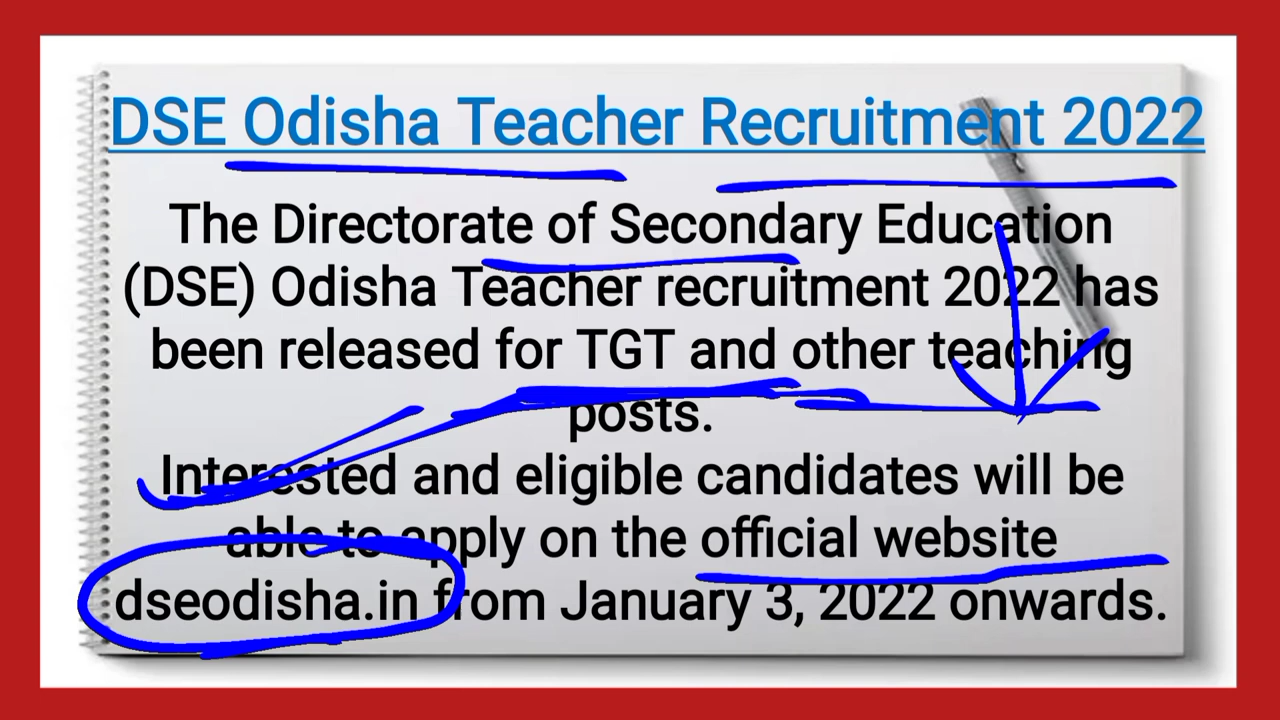 DSE Odisha Teacher Recruitment 2022
The Directorate of Secondary Education
(DSE) Odisha Teacher recruitment 2022 has
been released for TGT and other teaching
posts.
Interested and eligible candidates will be
able to apply on the official website
dseodisha.in from January 3, 2022 onwards.